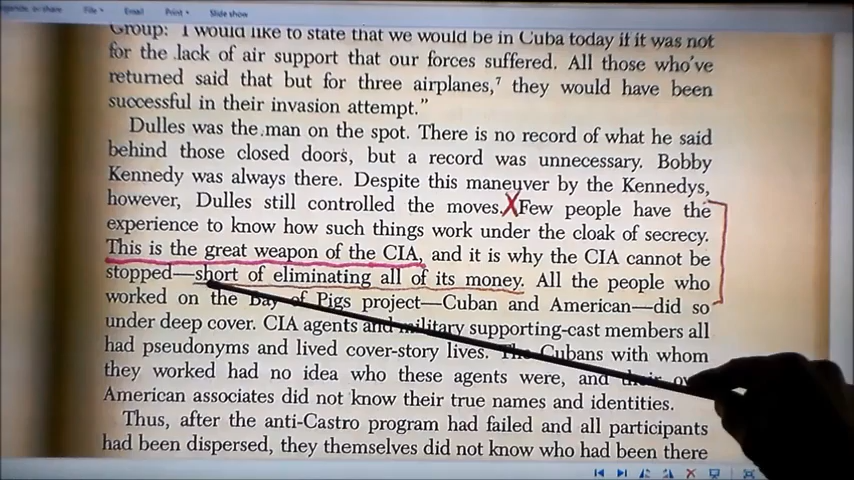 File
Print
Email
Slide show
Group: "I would like to state that we would be in Cuba today if it was not
for the lack of air support that our forces suffered. All those who've
returned said that but for three airplanes,⁷ they would have been
successful in their invasion attempt."
Dulles was the man on the spot. There is no record of what he said
behind those closed doors, but a record was unnecessary. Bobby
Kennedy was always there. Despite this maneuver by the Kennedys,
however, Dulles still controlled the moves. X Few people have the
experience to know how such things work under the cloak of secrecy.
This is the great weapon of the CIA, and it is why the CIA cannot be
stopped—short of eliminating all of its money. All the people who
worked on the Bay of Pigs project—Cuban and American—did so
under deep cover. CIA agents and military supporting-cast members all
had pseudonyms and lived cover-story lives. The Cubans with whom
they worked had no idea who these agents were, and their
American associates did not know their true names and identities.
Thus, after the anti-Castro program had failed and all participants
had been dispersed, they themselves did not know who had been there